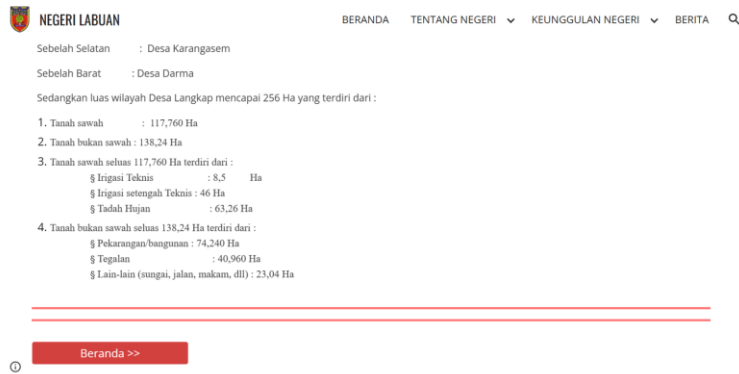 NEGERI LABUAN
BERANDA TENTANG NEGERI KEUNGGULAN NEGERI BERITA
Sebelah Selatan : Desa Karangasem
Sebelah Barat : Desa Darma
Sedangkan luas wilayah Desa Langkap mencapai 256 Ha yang terdiri dari :
1. Tanah sawah : 117,760 Ha
2. Tanah bukan sawah : 138,24 Ha
3. Tanah sawah seluas 117,760 Ha terdiri dari :
§ Irigasi Teknis : 8,5 Ha
§ Irigasi setengah Teknis : 46 Ha
§ Tadah Hujan : 63,26 Ha
4. Tanah bukan sawah seluas 138,24 Ha terdiri dari :
§ Pekarangan/bangunan : 74,240 Ha
§ Tegalan : 40,960 Ha
§ Lain-lain (sungai, jalan, makam, dll) : 23,04 Ha
Beranda >>